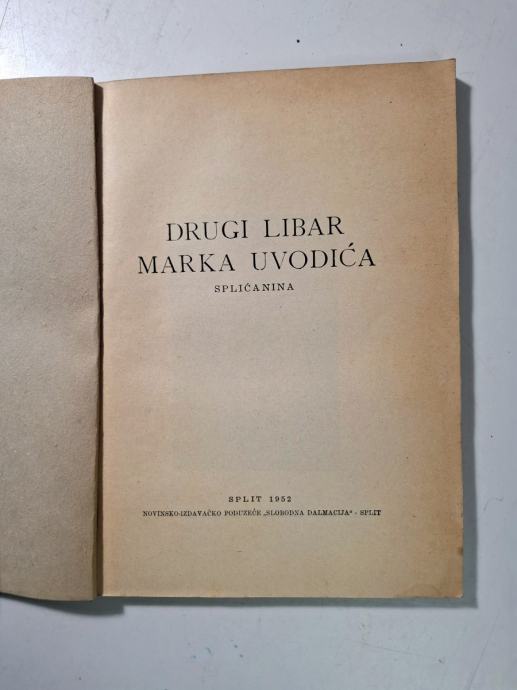 DRUGI LIBAR
MARKA UVODIĆA
SPLIĆANINA
SPLIT 1952
NOVINSKO-IZDAVAČKO PODUZEĆE „SLOBODNA DALMACIJA" - SPLIT